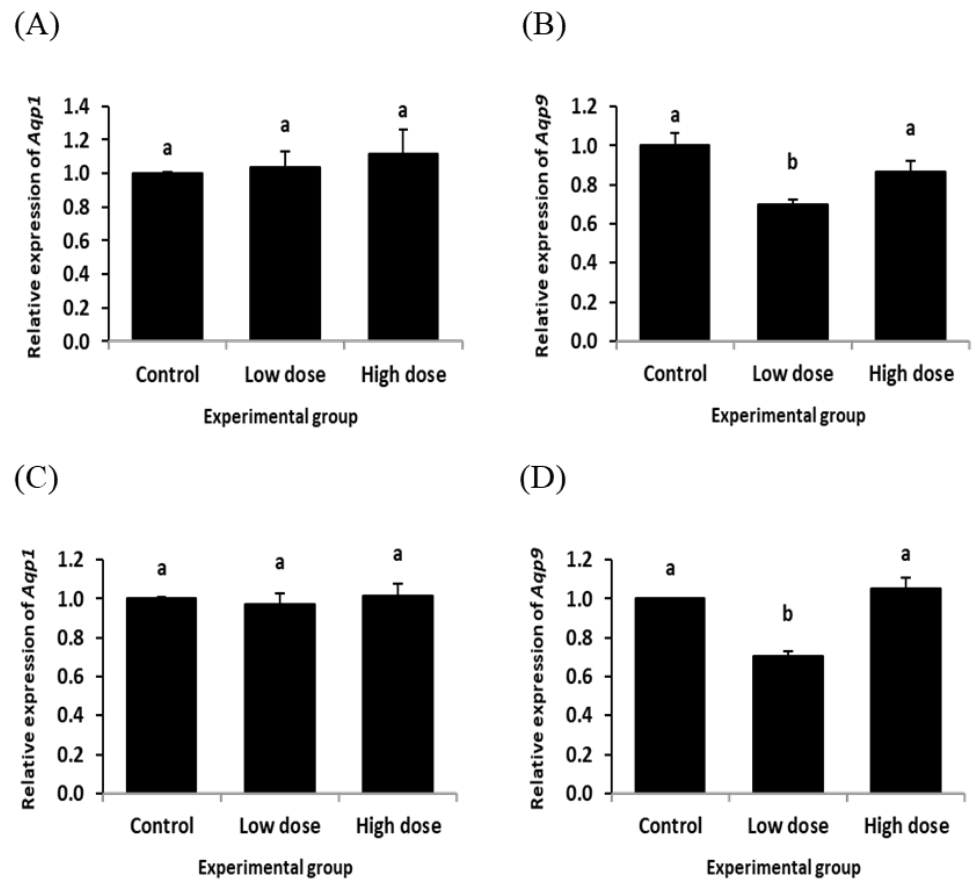 (A)
Relative expression of Aqp1
1.4
1.2
1.0
0.8
0.6
0.4
0.2
0.0
a
a
a
Control
Low dose
High dose
Experimental group
(B)
Relative expression of Aqp9
1.2
1.0
0.8
0.6
0.4
0.2
0.0
a
b
a
Control
Low dose
High dose
Experimental group
(C)
Relative expression of Aqp1
1.2
1.0
0.8
0.6
0.4
0.2
0.0
a
a
a
Control
Low dose
High dose
Experimental group
(D)
Relative expression of Aqp9
1.2
1.0
0.8
0.6
0.4
0.2
0.0
a
b
a
Control
Low dose
High dose
Experimental group